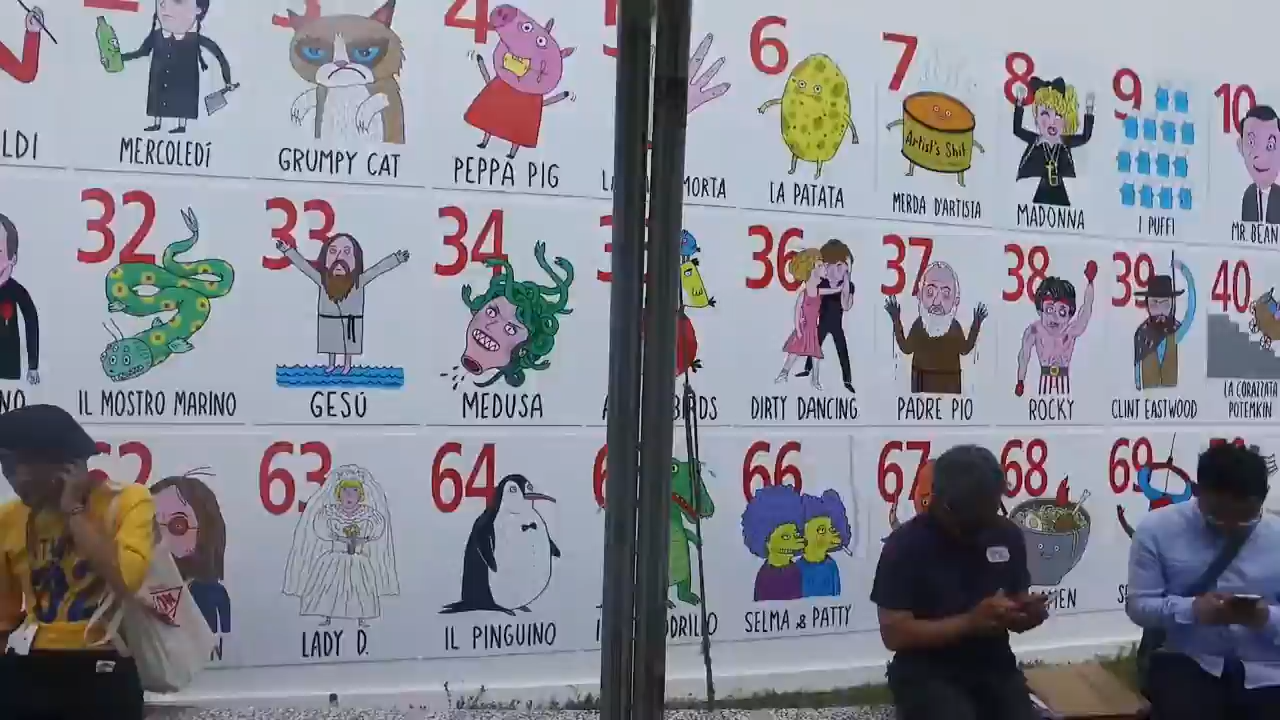 4
6
7
8
9
10
Artist's Shit
LDI
MERCOLEDÍ
GRUMPY CAT
PEPPA PIG
MORTA
LA PATATA
MERDA D'ARTISTA
MADONNA
I PUFFI
MR. BEAN
32
33
34
36
37
38
39
40
NO
IL MOSTRO MARINO
GESÚ
MEDUSA
A BIRDS
DIRTY DANCING
PADRE PIO
ROCKY
CLINT EASTWOOD
LA CORAZZATA
POTEMKIN
62
63
64
66
67
68
69
N
LADY D.
IL PINGUINO
I ODRILLO
SELMA & PATTY
MEN